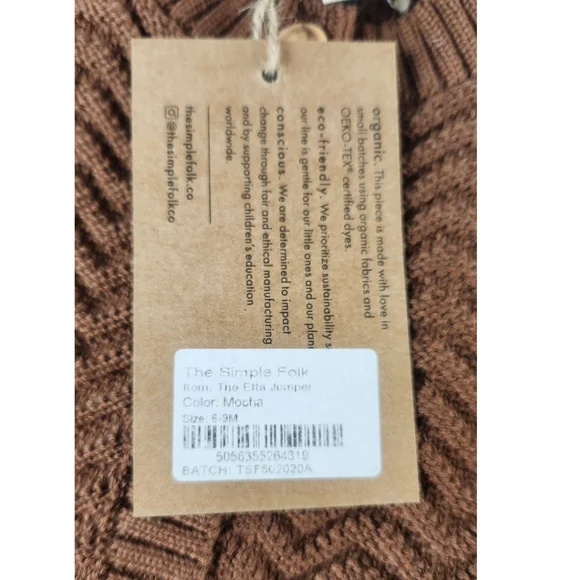 organic. This piece is made with love in
small batches using organic fabrics and
OEKO-TEX® certified dyes.
eco-friendly. We prioritize sustainability s
our line is gentle for our little ones and our plan
conscious. We are determined to impact
change through fair and ethical manufacturing
and by supporting children's education
worldwide.
thesimplefolk.co
@thesimplefolkco
The Simple Folk
Item: The Etta Jumper
Color: Mocha
Size: 6-9M
5056355264319
BATCH: TSF502020A